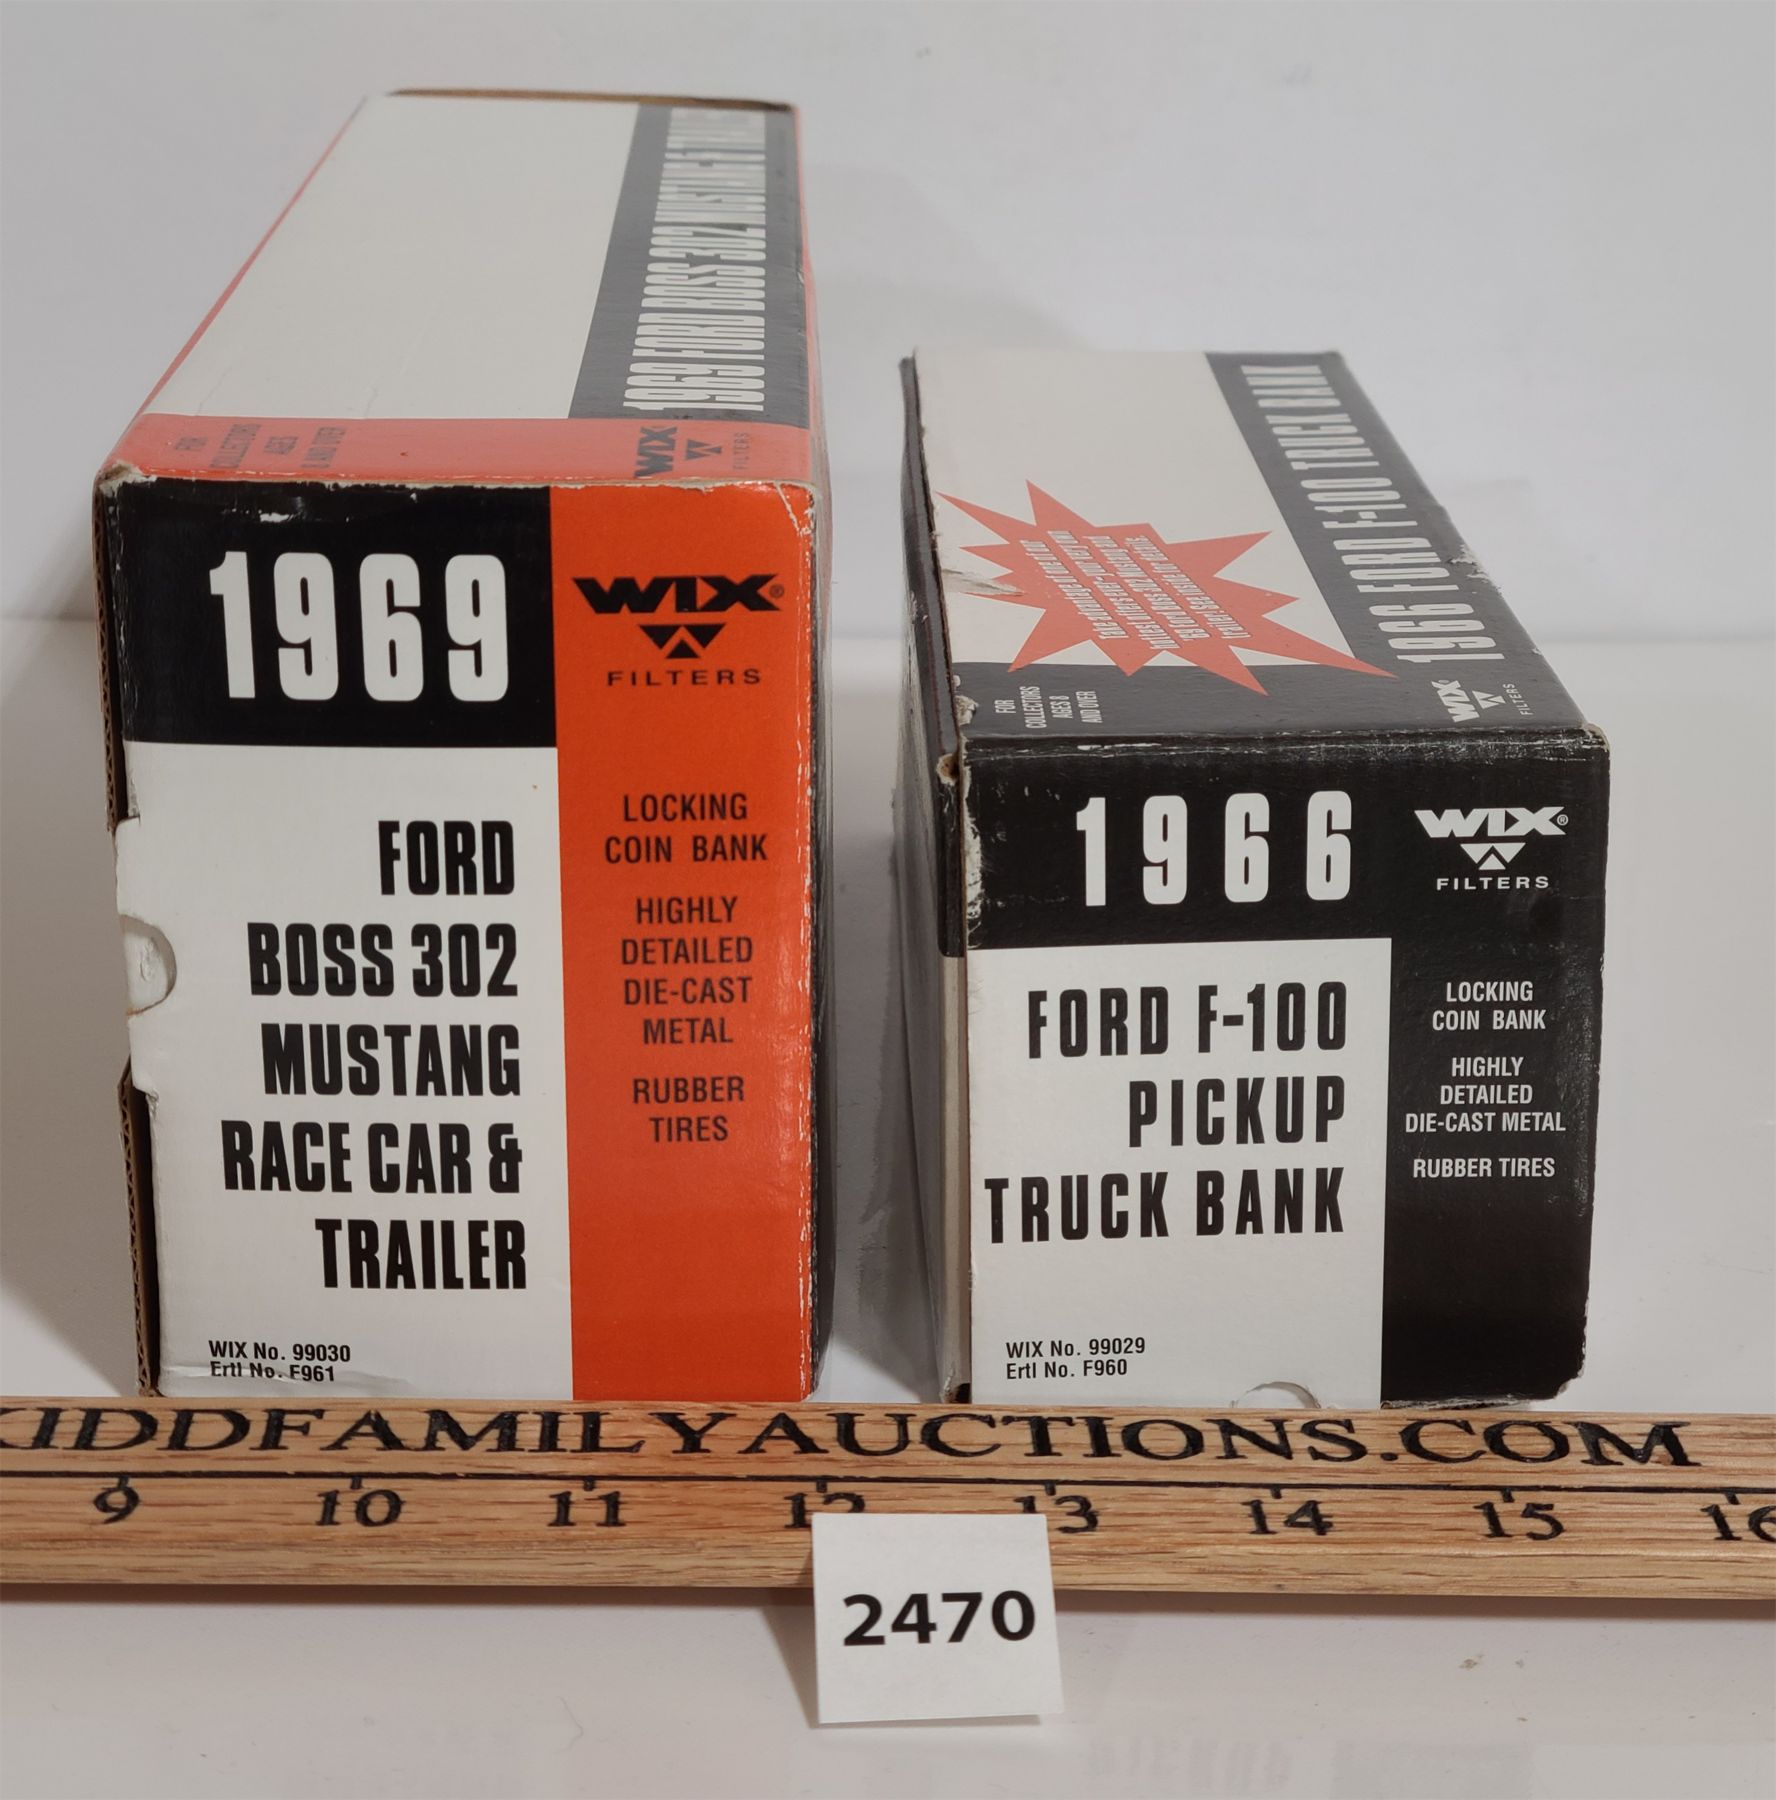 1969 FORD BOSS 302 MUSTANG & TRAILER
FOR
COLLECTORS
AGES
8 AND OVER
WIX
FILTERS
1969
WIX®
FILTERS
FORD
BOSS 302
MUSTANG
RACE CAR &
TRAILER
LOCKING
COIN BANK
HIGHLY
DETAILED
DIE-CAST
METAL
RUBBER
TIRES
WIX No. 99030
Ertl No. F961
1966 FORD F-100 TRUCK BANK
FOR
COLLECTORS
AGES 8
AND OVER
WIX
FILTERS
1966
WIX®
FILTERS
FORD F-100
PICKUP
TRUCK BANK
LOCKING
COIN BANK
HIGHLY
DETAILED
DIE-CAST METAL
RUBBER TIRES
WIX No. 99029
Ertl No. F960
KIDDFAMILYAUCTIONS.COM
9 10 11 12 13 14 15 16
2470